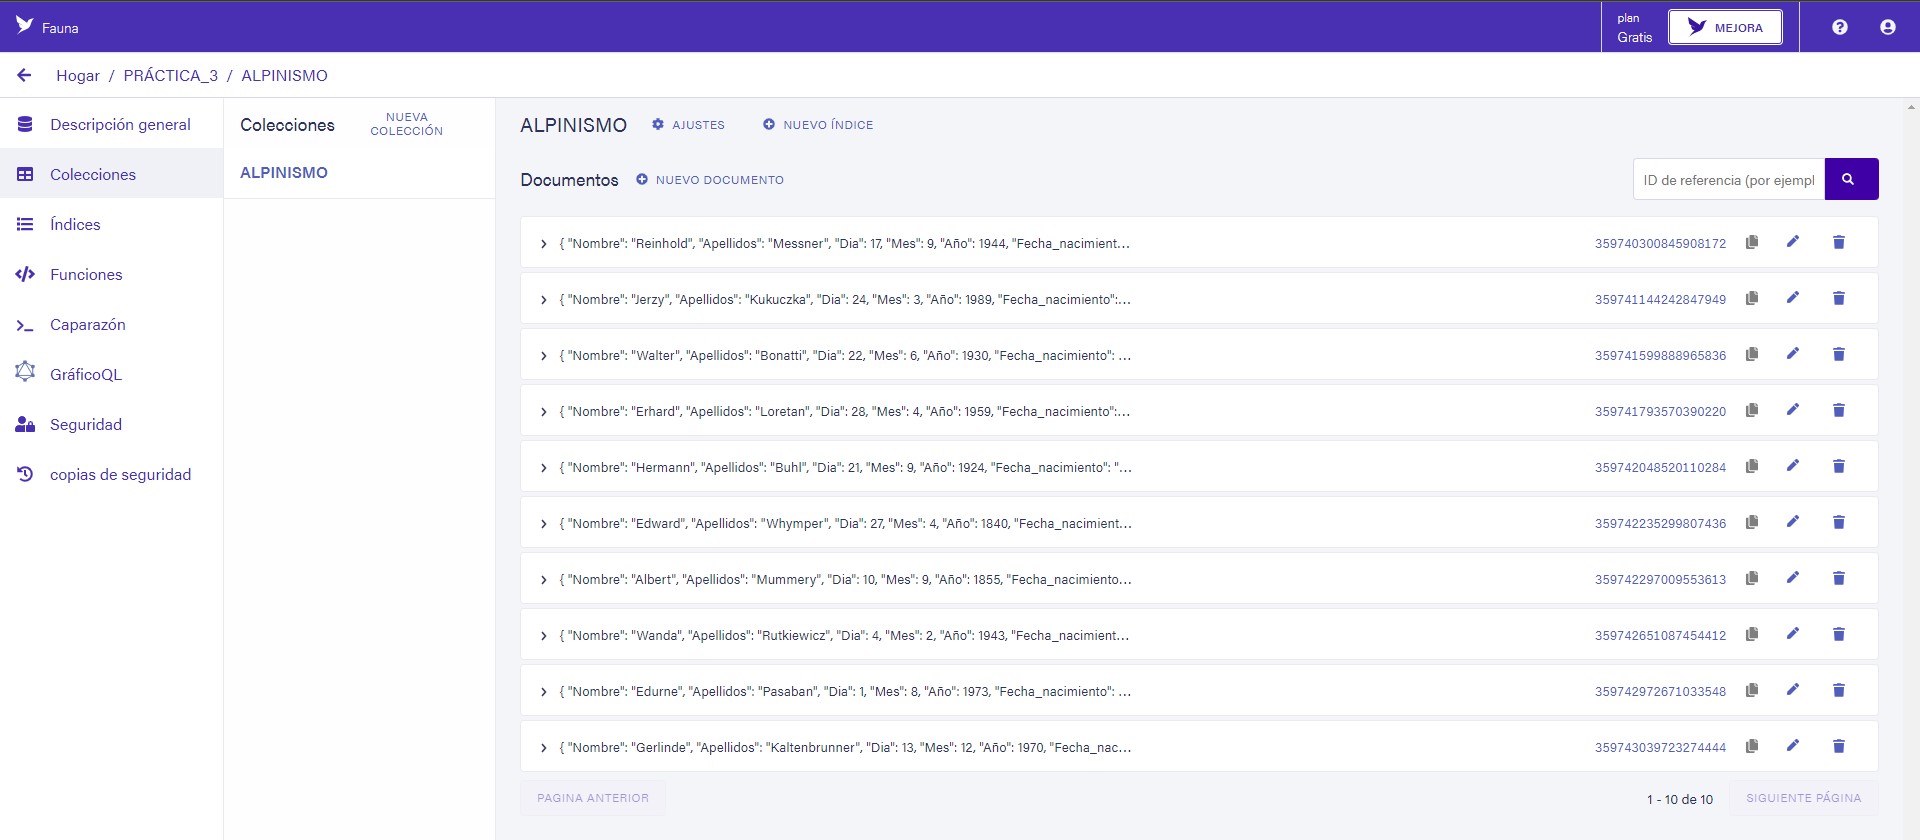 Fauna
plan
Gratis
MEJORA
Hogar / PRÁCTICA_3 / ALPINISMO
Descripción general
Colecciones
Índices
Funciones
Caparazón
GráficoQL
Seguridad
copias de seguridad
Colecciones
NUEVA
COLECCIÓN
ALPINISMO
ALPINISMO
AJUSTES
NUEVO ÍNDICE
Documentos
NUEVO DOCUMENTO
ID de referencia (por ejempl
{ "Nombre": "Reinhold", "Apellidos": "Messner", "Dia": 17, "Mes": 9, "Año": 1944, "Fecha_nacimient... 359740300845908172
{ "Nombre": "Jerzy", "Apellidos": "Kukuczka", "Dia": 24, "Mes": 3, "Año": 1989, "Fecha_nacimiento":... 359741144242847949
{ "Nombre": "Walter", "Apellidos": "Bonatti", "Dia": 22, "Mes": 6, "Año": 1930, "Fecha_nacimiento": ... 359741599888965836
{ "Nombre": "Erhard", "Apellidos": "Loretan", "Dia": 28, "Mes": 4, "Año": 1959, "Fecha_nacimiento":... 359741793570390220
{ "Nombre": "Hermann", "Apellidos": "Buhl", "Dia": 21, "Mes": 9, "Año": 1924, "Fecha_nacimiento": "... 359742048520110284
{ "Nombre": "Edward", "Apellidos": "Whymper", "Dia": 27, "Mes": 4, "Año": 1840, "Fecha_nacimient... 359742235299807436
{ "Nombre": "Albert", "Apellidos": "Mummery", "Dia": 10, "Mes": 9, "Año": 1855, "Fecha_nacimiento... 359742297009553613
{ "Nombre": "Wanda", "Apellidos": "Rutkiewicz", "Dia": 4, "Mes": 2, "Año": 1943, "Fecha_nacimient... 359742651087454412
{ "Nombre": "Edurne", "Apellidos": "Pasaban", "Dia": 1, "Mes": 8, "Año": 1973, "Fecha_nacimiento": ... 359742972671033548
{ "Nombre": "Gerlinde", "Apellidos": "Kaltenbrunner", "Dia": 13, "Mes": 12, "Año": 1970, "Fecha_nac... 359743039723274444
PAGINA ANTERIOR
1 - 10 de 10
SIGUIENTE PÁGINA